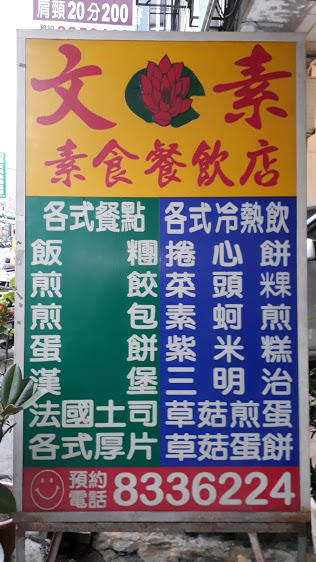 肩頸20分200
文 素
素食餐飲店
各式餐點
飯糰
煎餃
煎包
蛋餅
漢堡
法國土司
各式厚片
各式冷熱飲
捲心餅
菜頭粿
素蚵煎
紫米糕
三明治
草菇煎蛋
草菇蛋餅
預約
電話 8336224